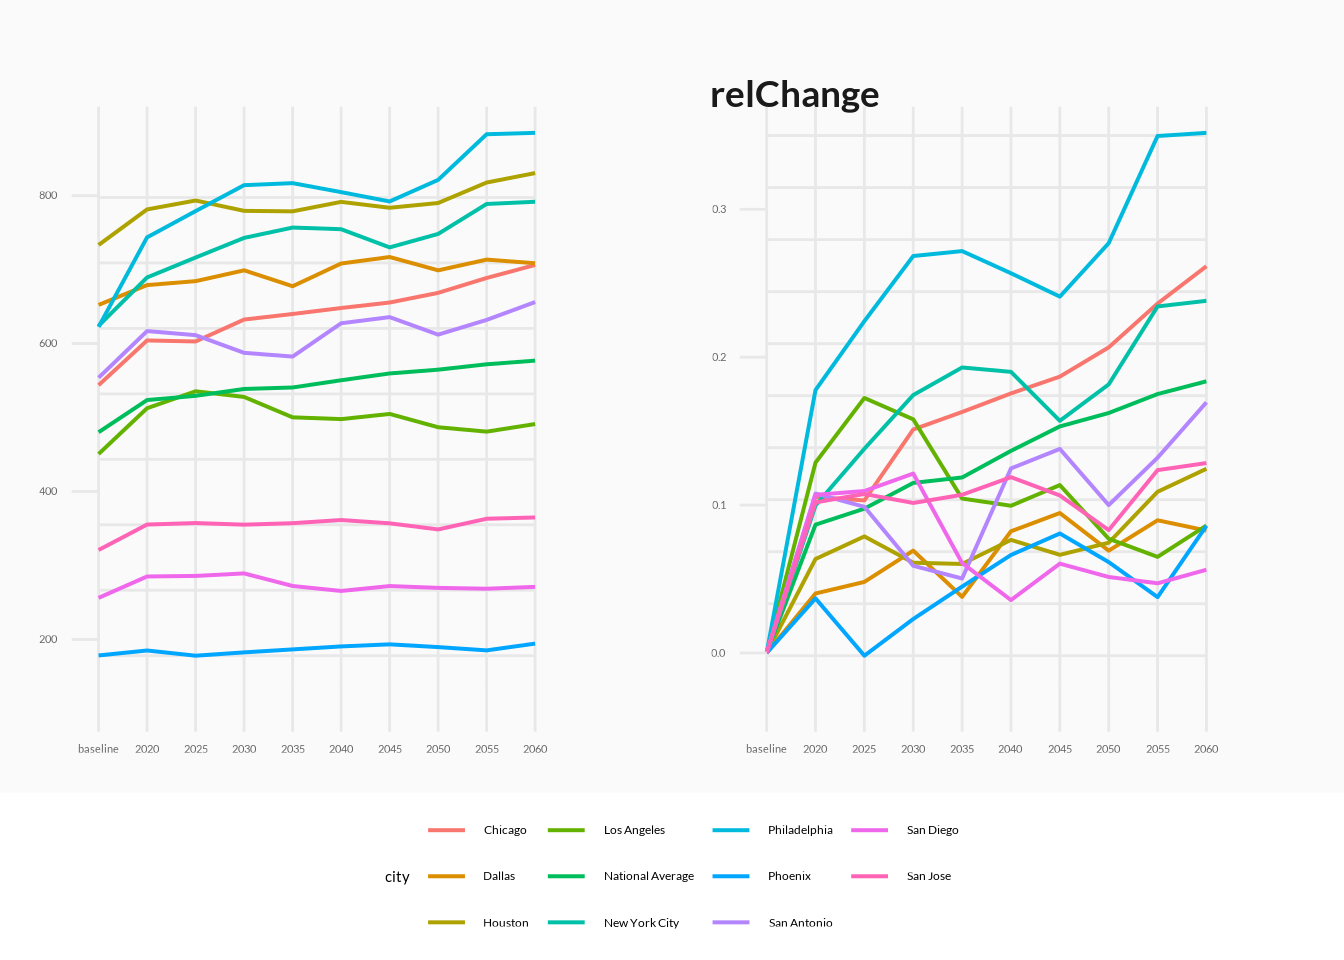 relChange
800
600
400
200
baseline 2020 2025 2030 2035 2040 2045 2050 2055 2060
0.3
0.2
0.1
0.0
baseline 2020 2025 2030 2035 2040 2045 2050 2055 2060
city
Chicago Los Angeles Philadelphia San Diego
Dallas National Average Phoenix San Jose
Houston New York City San Antonio